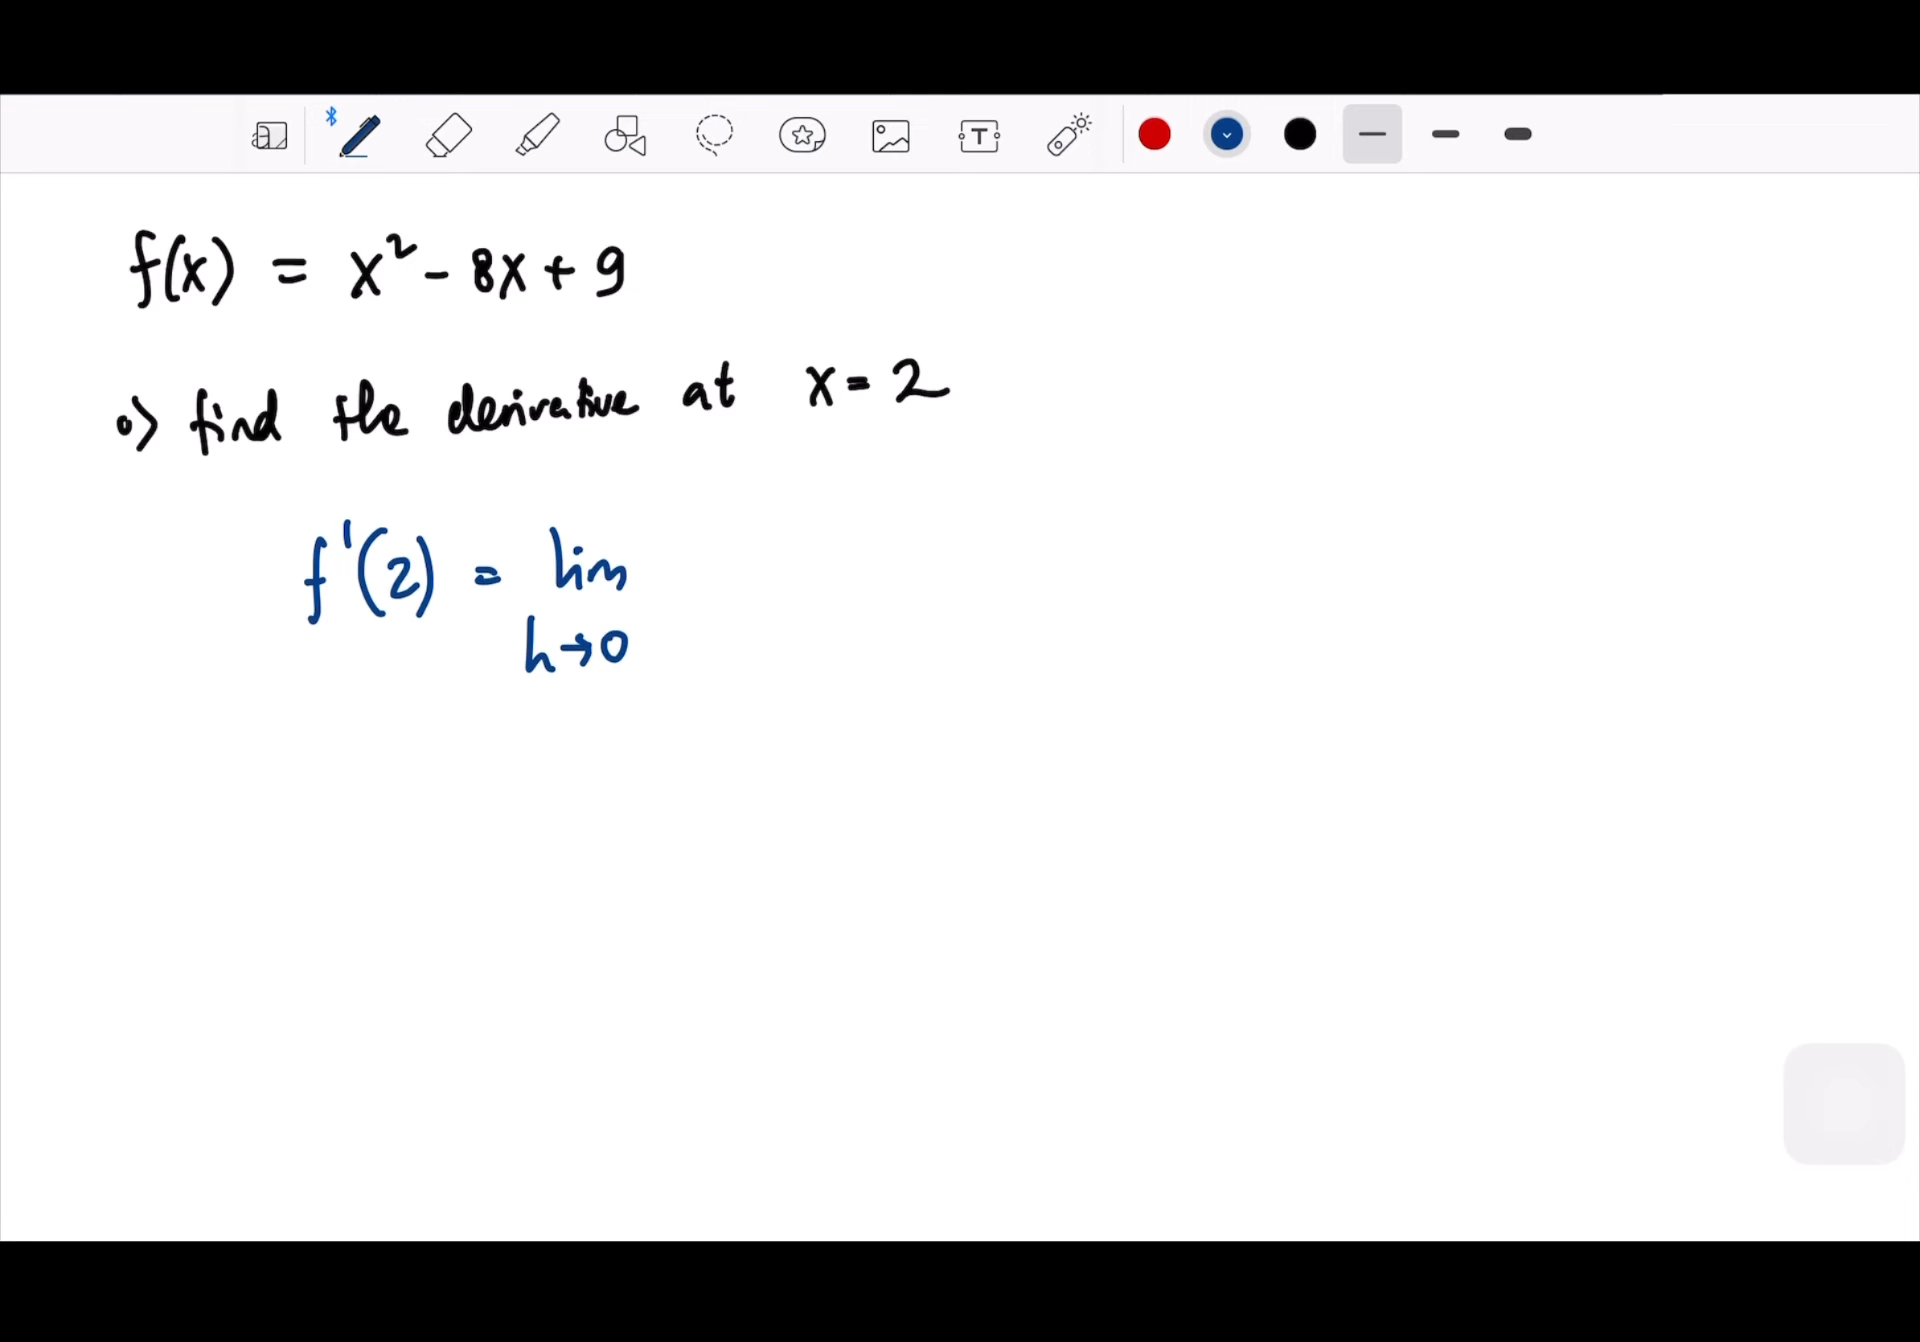 f(x) = x² - 8x + 9
o) find the derivative at x = 2
f'(2) = lim
h→0